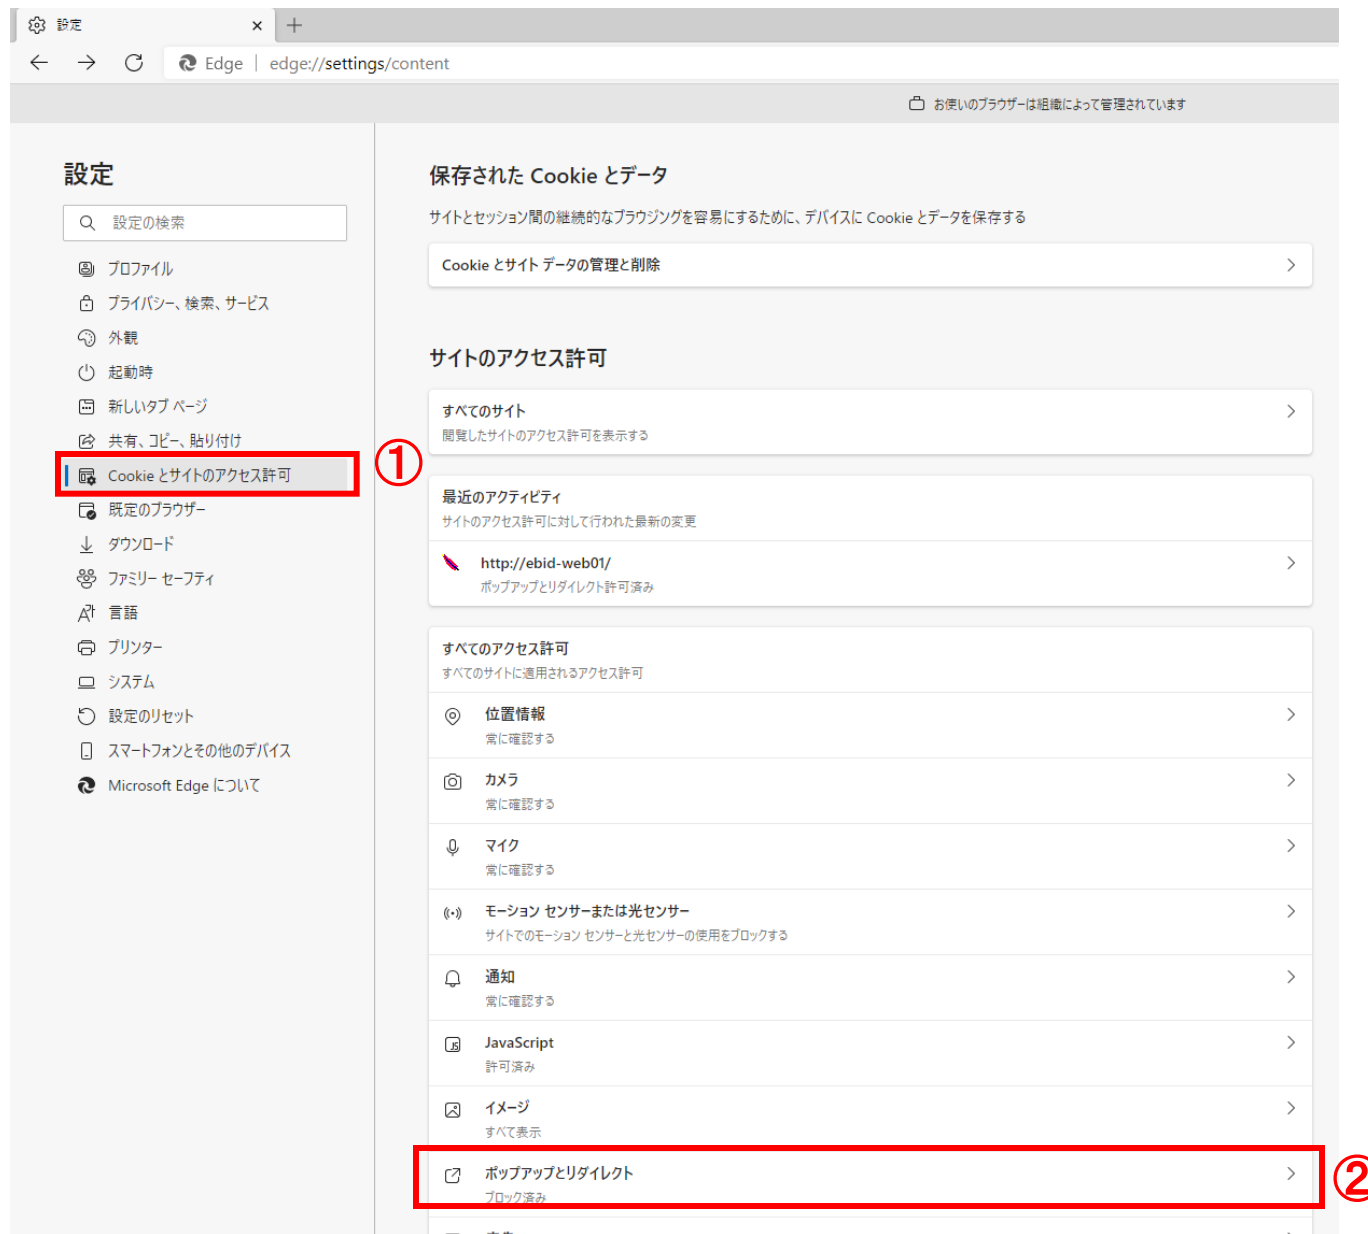 設定
Edge | edge://settings/content
お使いのブラウザーは組織によって管理されています
設定
設定の検索
プロファイル
プライバシー、検索、サービス
外観
起動時
新しいタブ ページ
共有、コピー、貼り付け
Cookie とサイトのアクセス許可
①
既定のブラウザー
ダウンロード
ファミリー セーフティ
言語
プリンター
システム
設定のリセット
スマートフォンとその他のデバイス
Microsoft Edge について
保存された Cookie とデータ
サイトとセッション間の継続的なブラウジングを容易にするために、デバイスに Cookie とデータを保存する
Cookie とサイト データの管理と削除
サイトのアクセス許可
すべてのサイト
閲覧したサイトのアクセス許可を表示する
最近のアクティビティ
サイトのアクセス許可に対して行われた最新の変更
http://ebid-web01/
ポップアップとリダイレクト許可済み
すべてのアクセス許可
すべてのサイトに適用されるアクセス許可
位置情報
常に確認する
カメラ
常に確認する
マイク
常に確認する
モーション センサーまたは光センサー
サイトでのモーション センサーと光センサーの使用をブロックする
通知
常に確認する
JavaScript
許可済み
イメージ
すべて表示
ポップアップとリダイレクト
ブロック済み
②